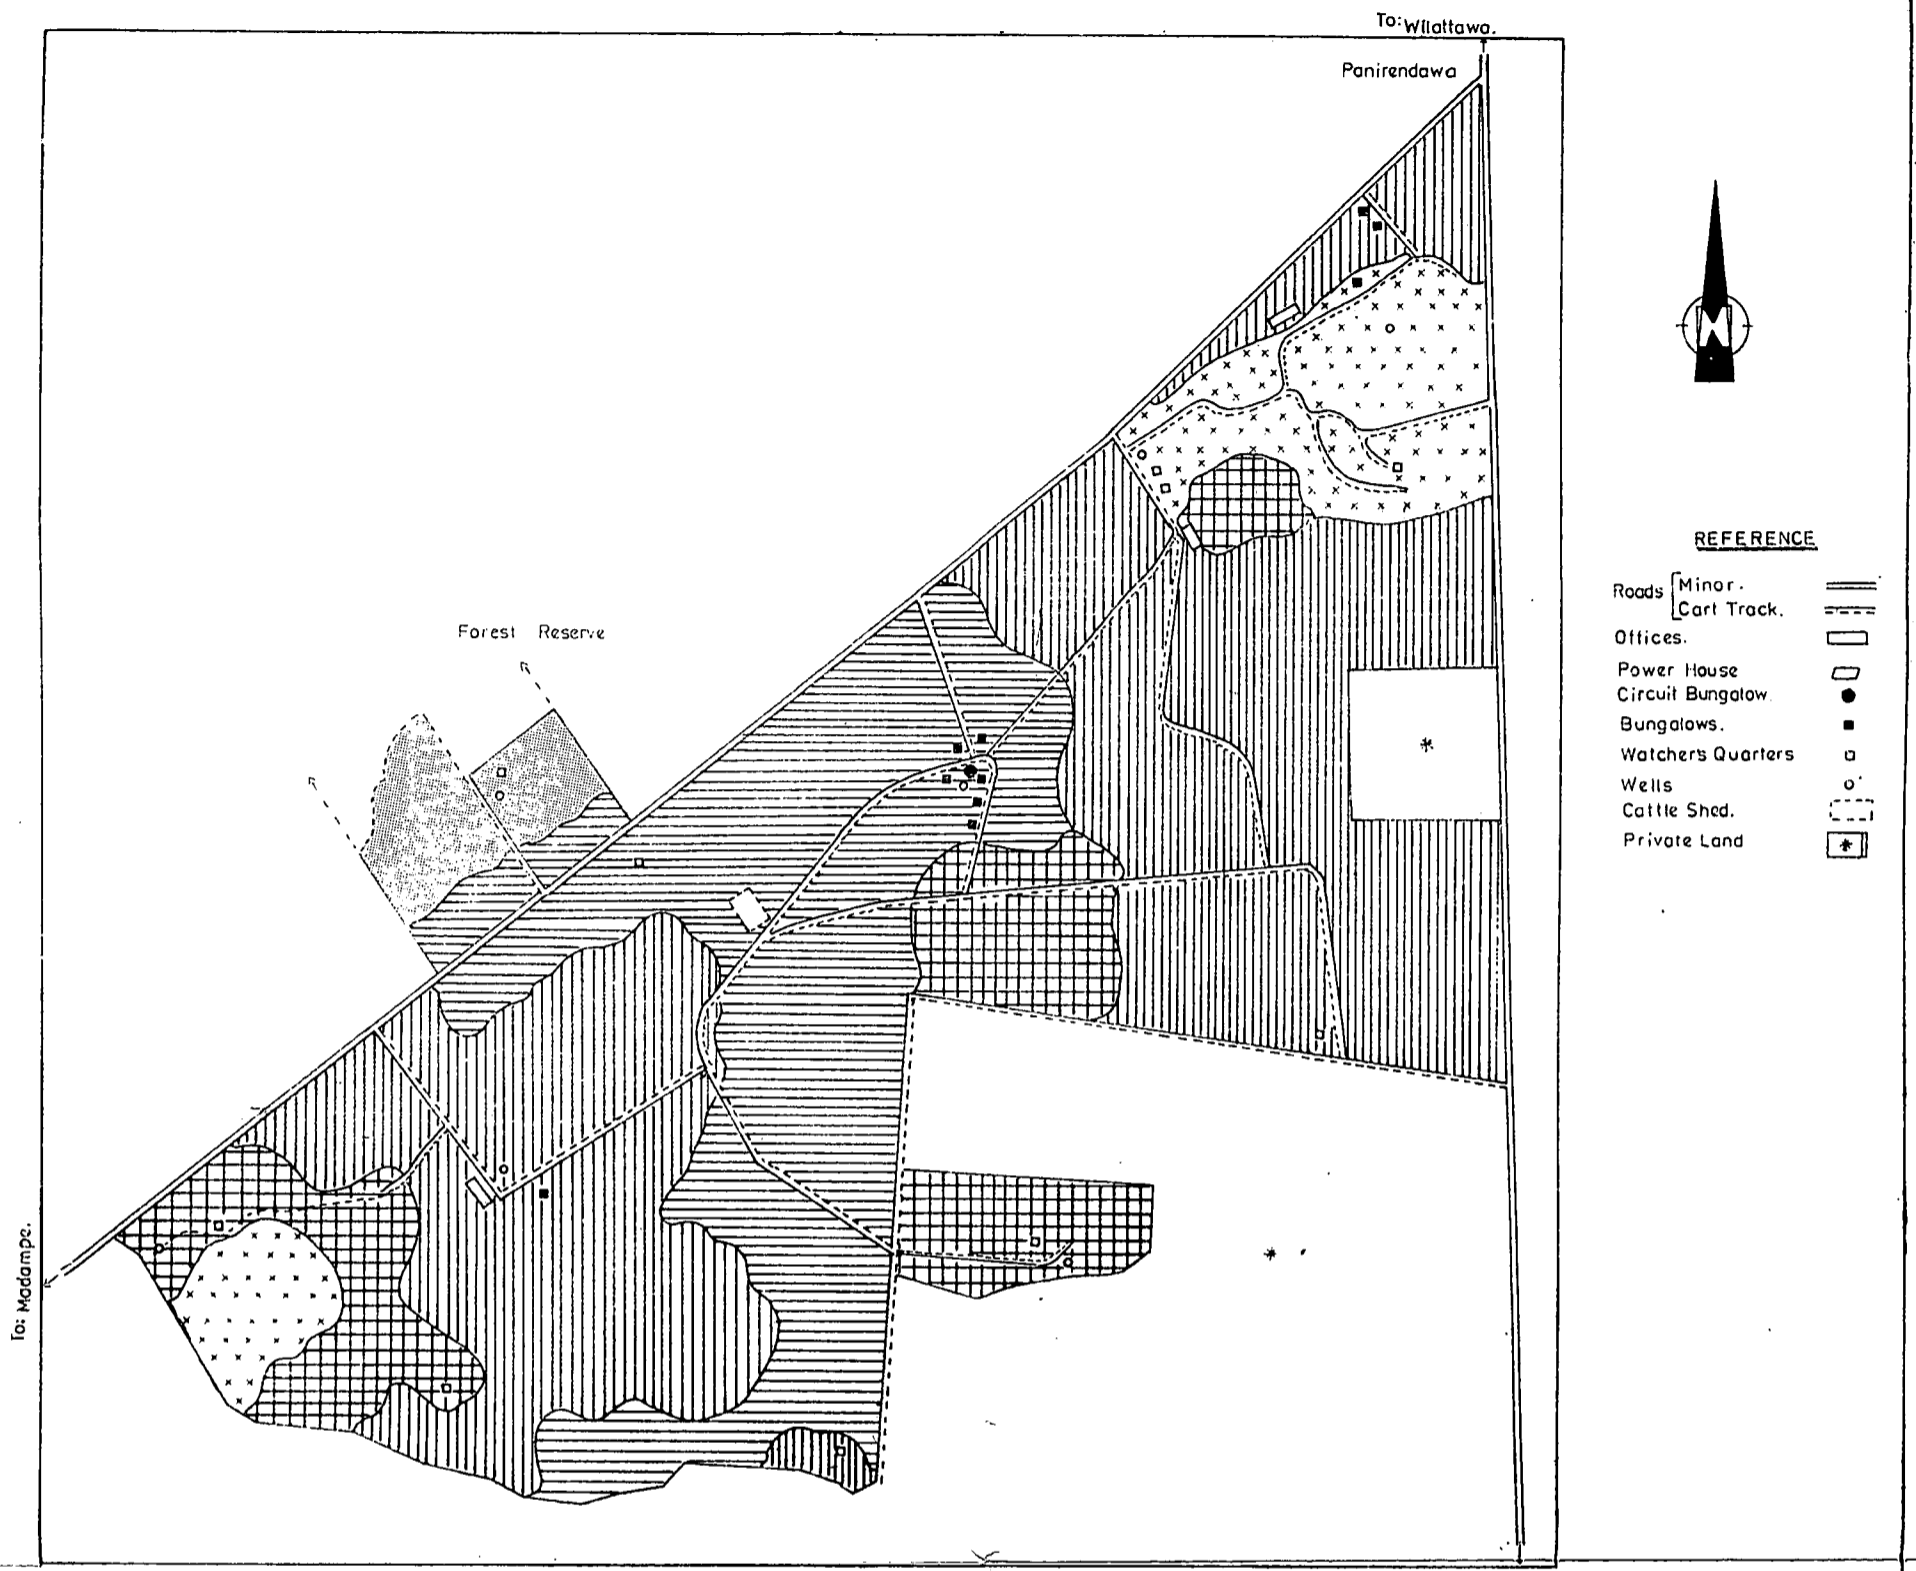 To: Wilattawa.
Panirendawa
Forest Reserve
To: Madampe.
REFERENCE
Roads
Minor.
Cart Track.
Offices.
Power House
Circuit Bungalow.
Bungalows.
Watchers Quarters
Wells
Cattle Shed.
Private Land